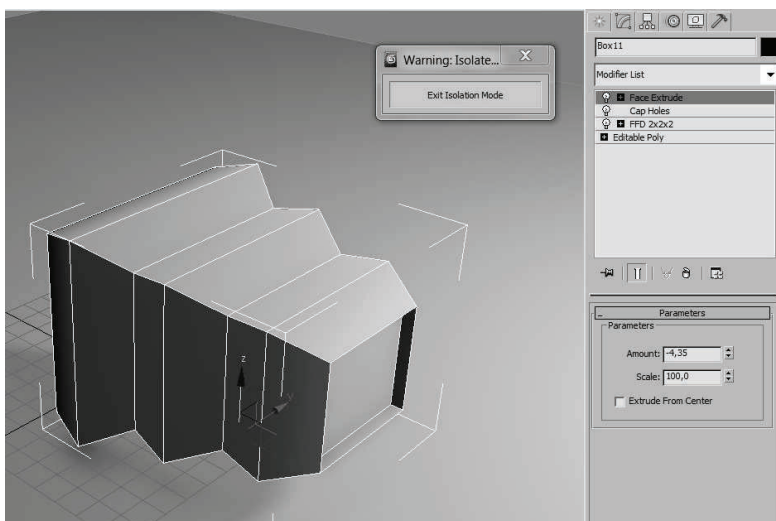 Warning: Isolate...
X
Exit Isolation Mode
z
Box11
Modifier List
Face Extrude
Cap Holes
FFD 2x2x2
Editable Poly
Parameters
Parameters
Amount: -4,35
Scale: 100,0
Extrude From Center